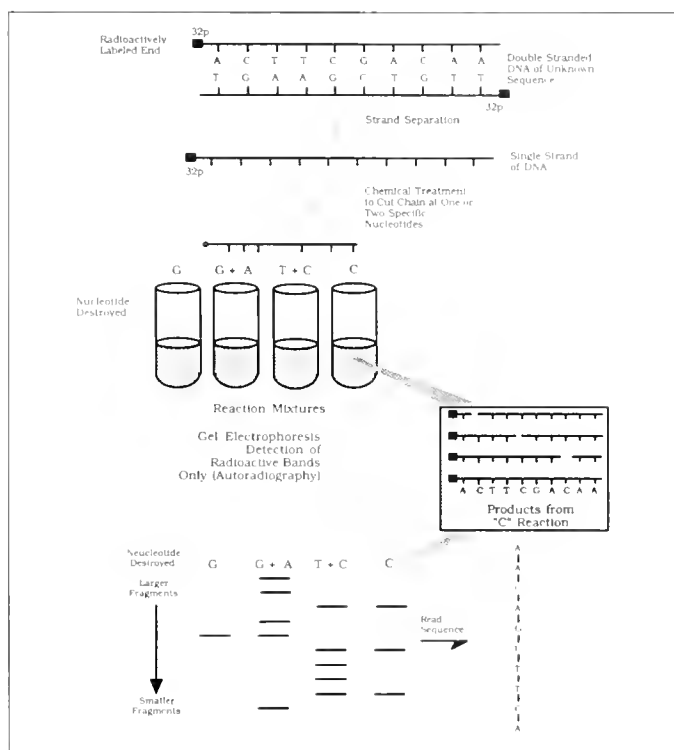 32p
Radioactively
Labeled End
A C T T C G A C A A
T G A A G C T G T T
Double Stranded
DNA of Unknown
Sequence
32p
Strand Separation
32p
Single Strand
of DNA
Chemical Treatment
to Cut Chain at One or
Two Specific
Nucleotides
G G + A T + C C
Nucleotide
Destroyed
Reaction Mixtures
Gel Electrophoresis
Detection of
Radioactive Bands
Only (Autoradiography)
A C T T C G A C A A
Products from
"C" Reaction
Neucleotide
Destroyed
G G + A T + C C
Larger
Fragments
Read
Sequence
Smaller
Fragments
A
A
C
A
G
C
T
T
C
A